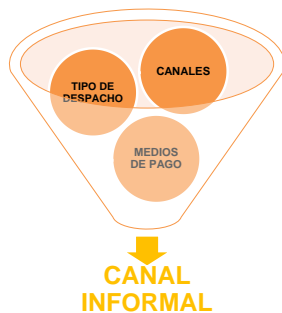 CANALES
TIPO DE
DESPACHO
MEDIOS
DE PAGO
CANAL
INFORMAL